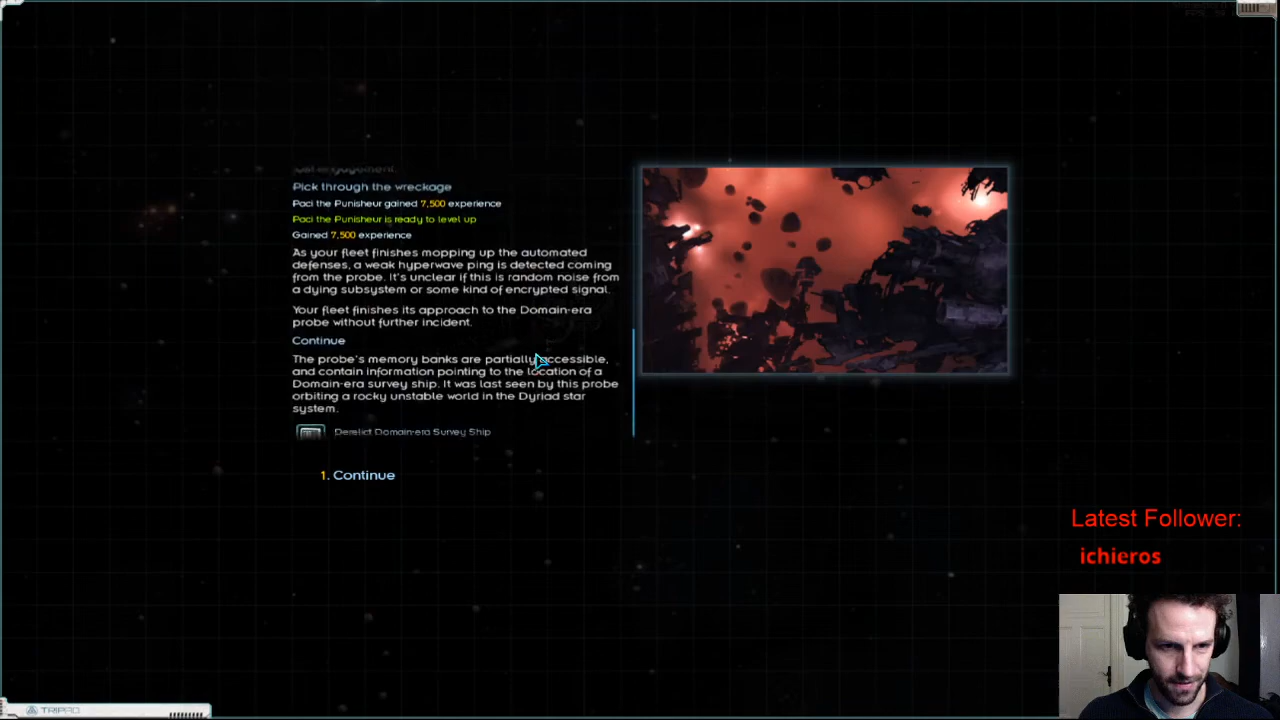 Pick through the wreckage
Paci the Punisheur gained 7,500 experience
Paci the Punisheur is ready to level up
Gained 7,500 experience
As your fleet finishes mopping up the automated
defenses, a weak hyperwave ping is detected coming
from the probe. It's unclear if this is random noise from
a dying subsystem or some kind of encrypted signal.
Your fleet finishes its approach to the Domain-era
probe without further incident.
Continue
The probe's memory banks are partially accessible,
and contain information pointing to the location of a
Domain-era survey ship. It was last seen by this probe
orbiting a rocky unstable world in the Dyriad star
system.
Derelict Domain-era Survey Ship
1. Continue
Latest Follower:
ichieros
TRIPAD